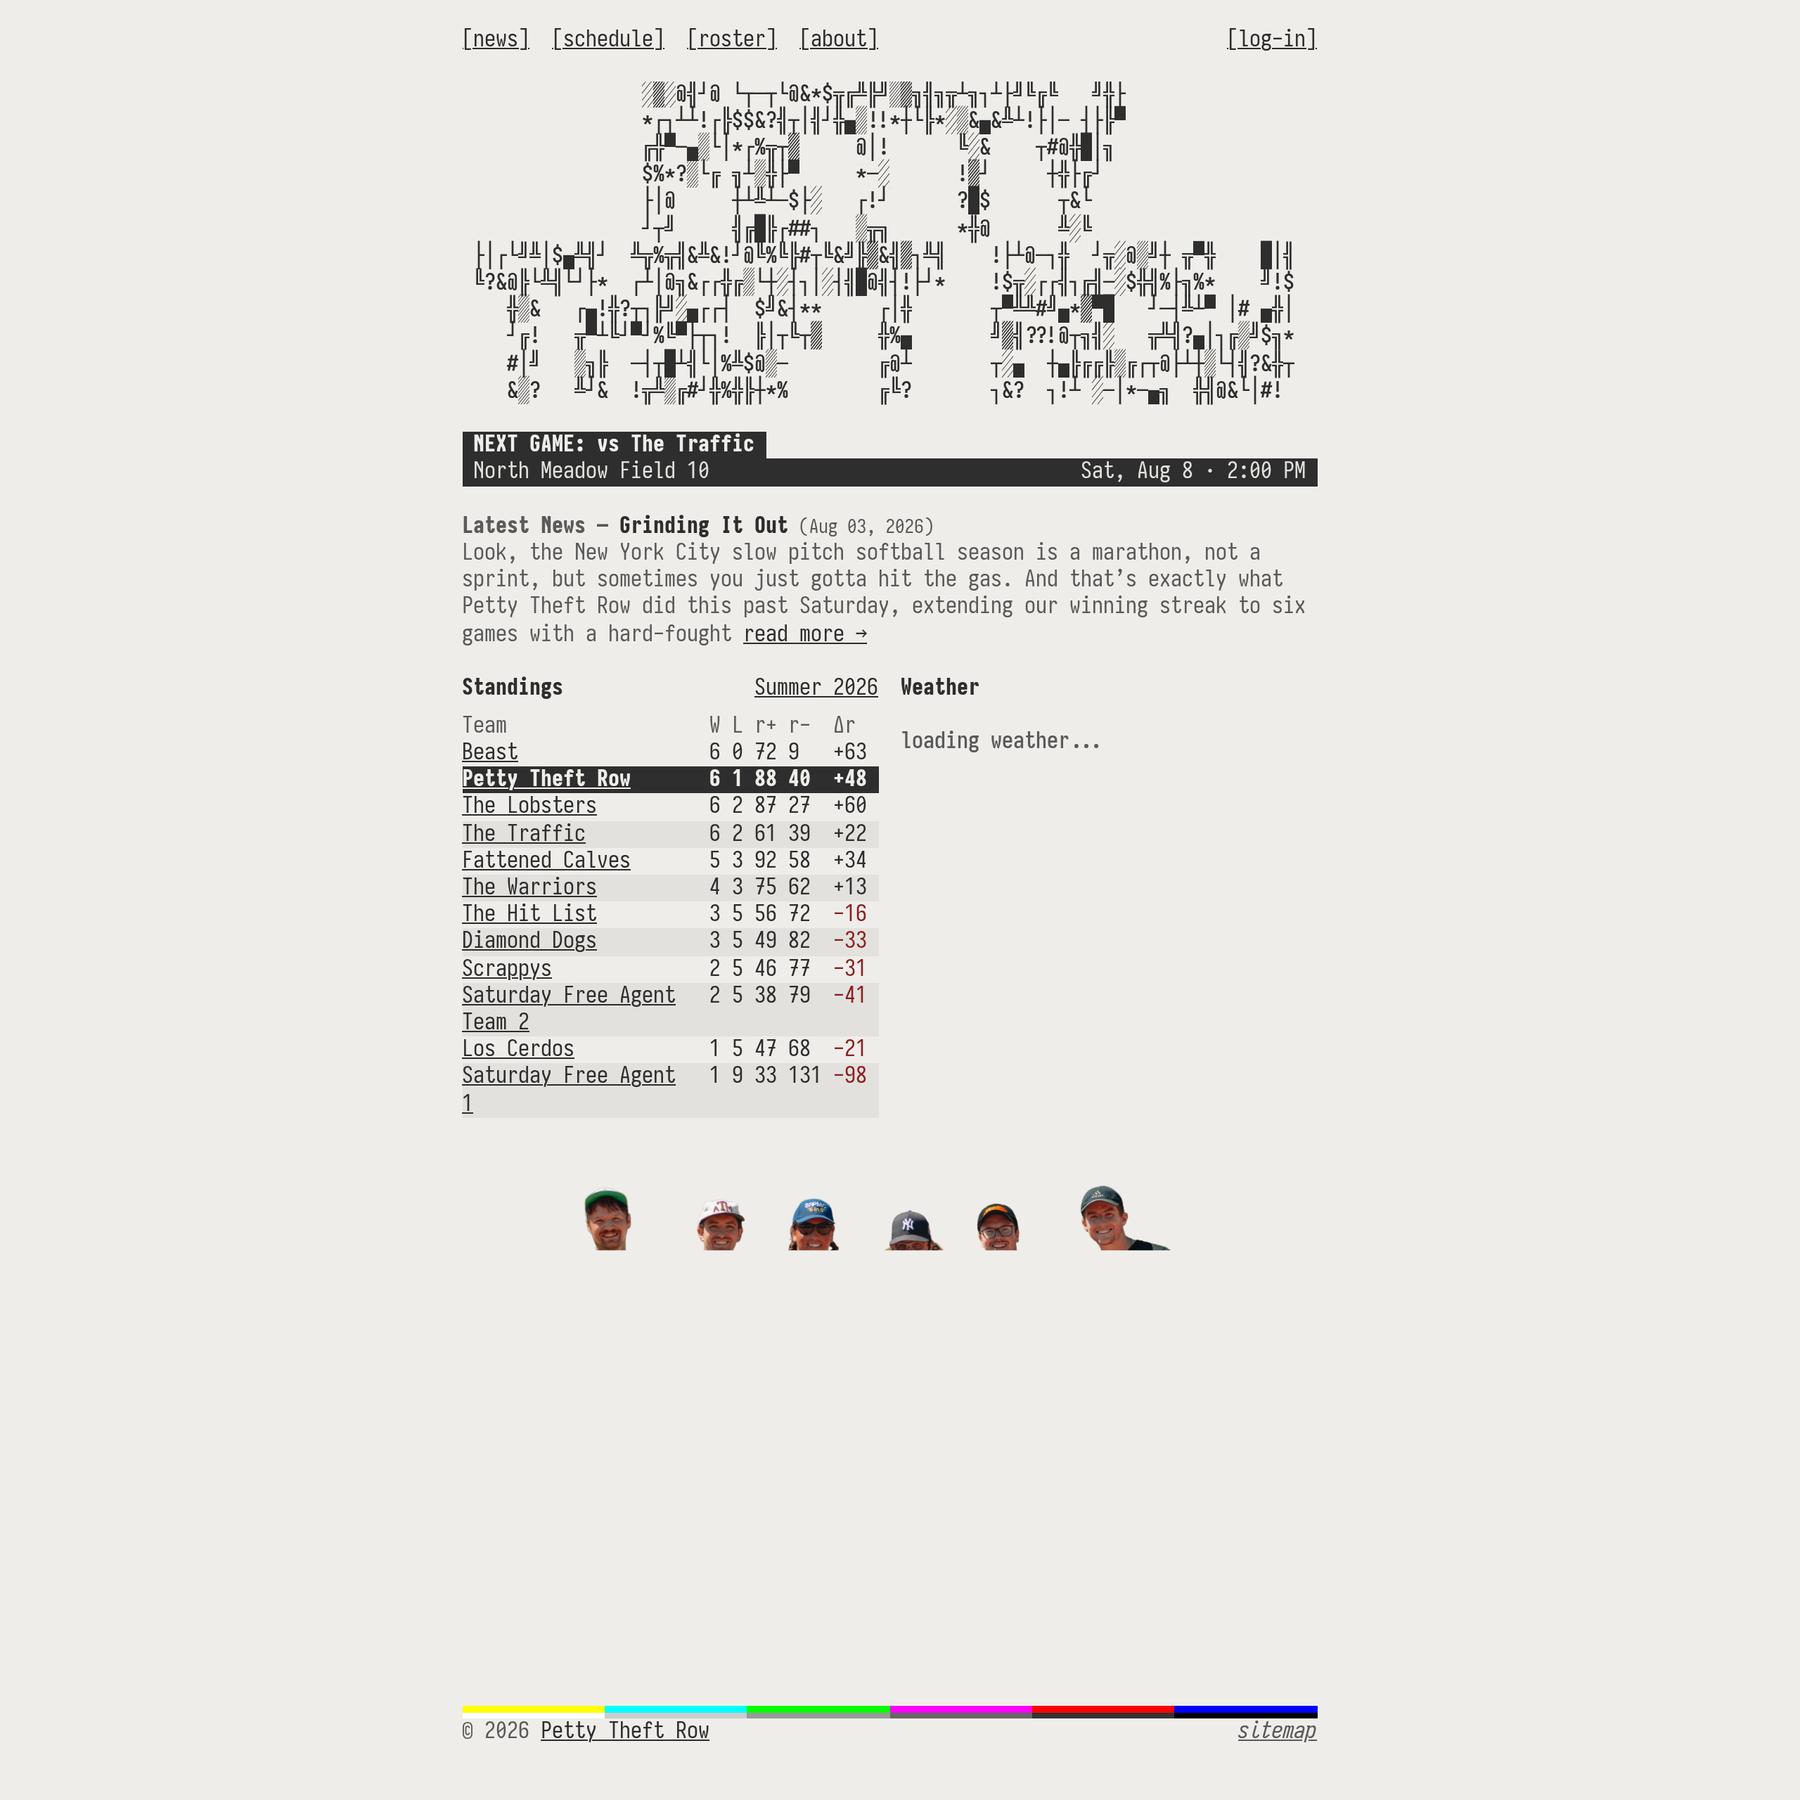 [news] [schedule] [roster] [about] [log-in]
NEXT GAME: vs The Traffic
North Meadow Field 10 Sat, Aug 8 · 2:00 PM
Latest News — Grinding It Out (Aug 03, 2026)
Look, the New York City slow pitch softball season is a marathon, not a
sprint, but sometimes you just gotta hit the gas. And that’s exactly what
Petty Theft Row did this past Saturday, extending our winning streak to six
games with a hard-fought read more →
Standings Summer 2026
Team W L r+ r- Δr
Beast 6 0 72 9 +63
Petty Theft Row 6 1 88 40 +48
The Lobsters 6 2 87 27 +60
The Traffic 6 2 61 39 +22
Fattened Calves 5 3 92 58 +34
The Warriors 4 3 75 62 +13
The Hit List 3 5 56 72 -16
Diamond Dogs 3 5 49 82 -33
Scrappys 2 5 46 77 -31
Saturday Free Agent 2 5 38 79 -41
Team 2
Los Cerdos 1 5 47 68 -21
Saturday Free Agent 1 9 33 131 -98
1
Weather
loading weather...
© 2026 Petty Theft Row sitemap